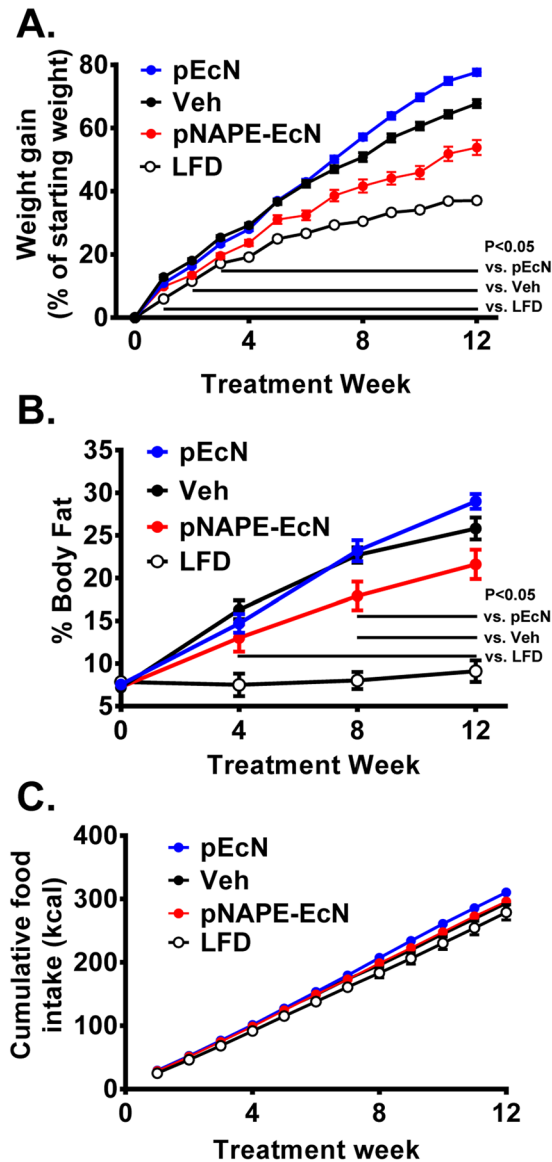 A.
Weight gain
(% of starting weight)
80
60
40
20
0
pEcN
Veh
pNAPE-EcN
LFD
P<0.05
vs. pEcN
vs. Veh
vs. LFD
0
4
8
12
Treatment Week
B.
% Body Fat
35
30
25
20
15
10
5
pEcN
Veh
pNAPE-EcN
LFD
P<0.05
vs. pEcN
vs. Veh
vs. LFD
0
4
8
12
Treatment Week
C.
Cumulative food
intake (kcal)
400
300
200
100
0
pEcN
Veh
pNAPE-EcN
LFD
0
4
8
12
Treatment week